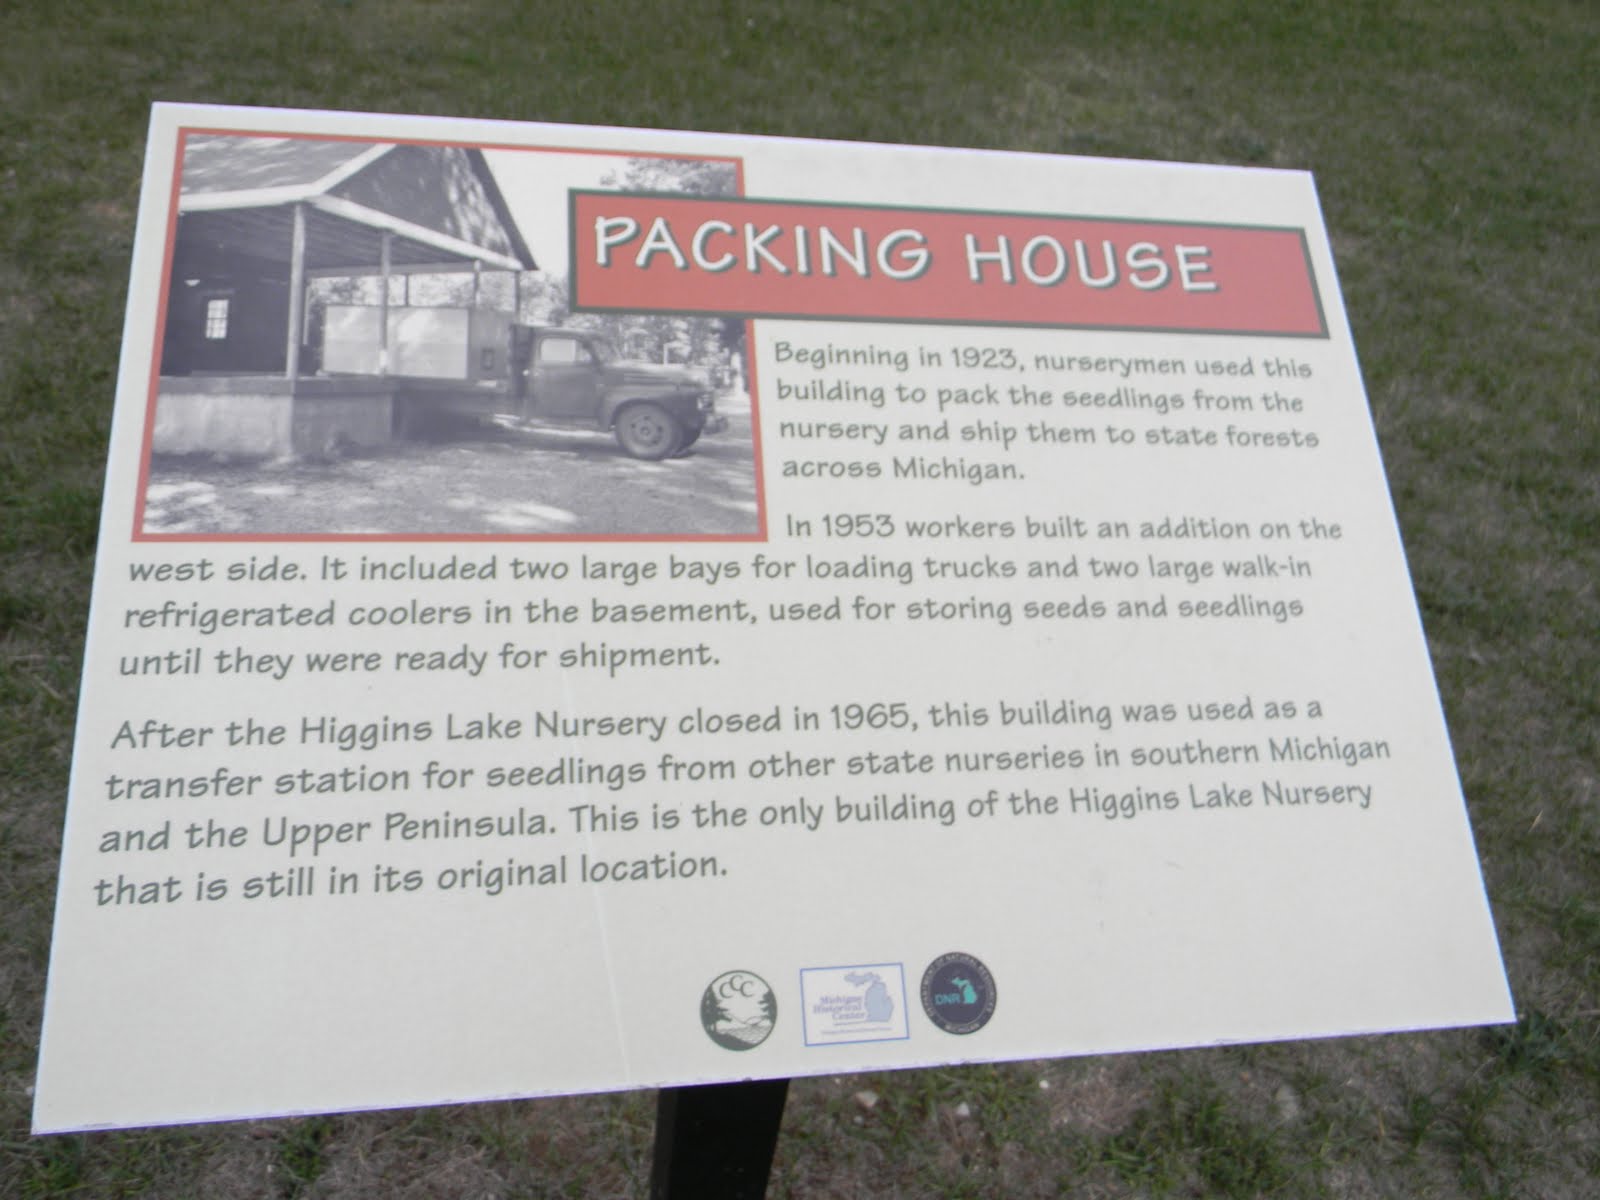 PACKING HOUSE
Beginning in 1923, nurserymen used this
building to pack the seedlings from the
nursery and ship them to state forests
across Michigan.
In 1953 workers built an addition on the
west side. It included two large bays for loading trucks and two large walk-in
refrigerated coolers in the basement, used for storing seeds and seedlings
until they were ready for shipment.
After the Higgins Lake Nursery closed in 1965, this building was used as a
transfer station for seedlings from other state nurseries in southern Michigan
and the Upper Peninsula. This is the only building of the Higgins Lake Nursery
that is still in its original location.
CCC
Michigan
Historical
Center
DEPARTMENT OF NATURAL RESOURCES
DNR
MICHIGAN